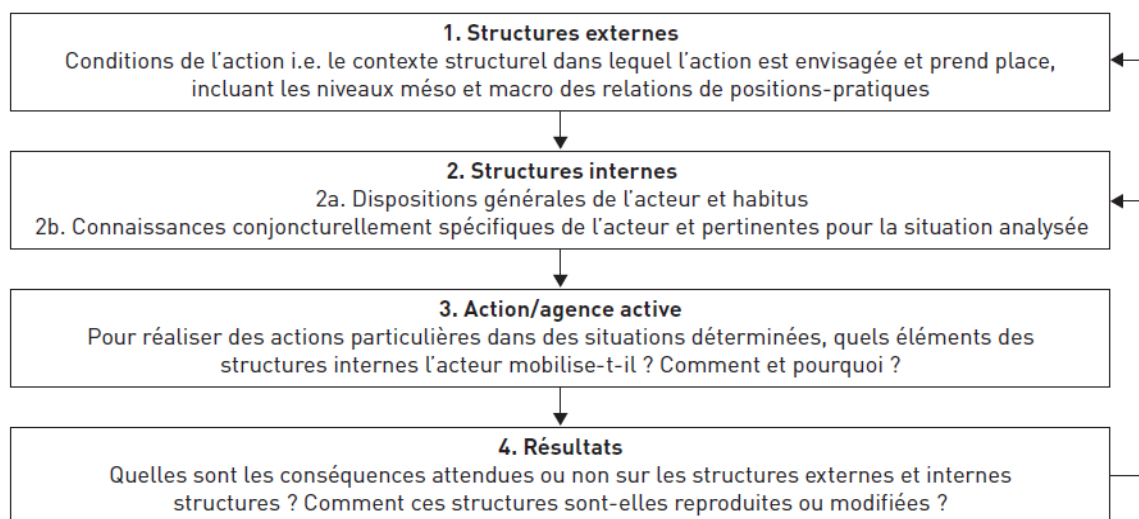 1. Structures externes
Conditions de l'action i.e. le contexte structurel dans lequel l'action est envisagée et prend place,
incluant les niveaux méso et macro des relations de positions-pratiques
2. Structures internes
2a. Dispositions générales de l'acteur et habitus
2b. Connaissances conjoncturellement spécifiques de l'acteur et pertinentes pour la situation analysée
3. Action/agence active
Pour réaliser des actions particulières dans des situations déterminées, quels éléments des
structures internes l'acteur mobilise-t-il ? Comment et pourquoi ?
4. Résultats
Quelles sont les conséquences attendues ou non sur les structures externes et internes
structures ? Comment ces structures sont-elles reproduites ou modifiées ?